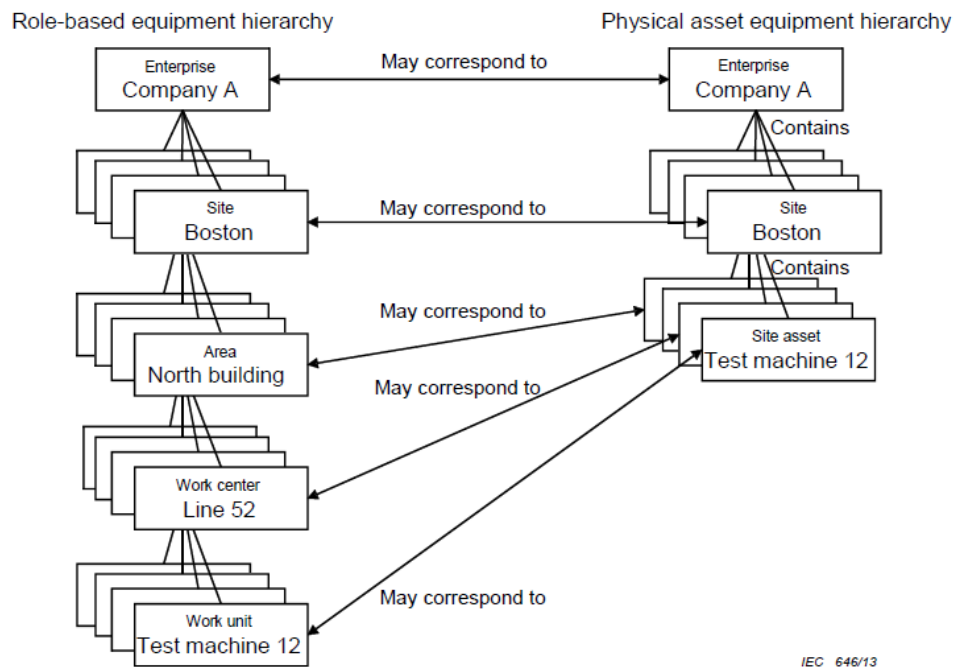 Role-based equipment hierarchy
Physical asset equipment hierarchy
Enterprise
Company A
May correspond to
Enterprise
Company A
Contains
Site
Boston
May correspond to
Site
Boston
Contains
Area
North building
May correspond to
Site asset
Test machine 12
May correspond to
Work center
Line 52
May correspond to
Work unit
Test machine 12
IEC 646/13